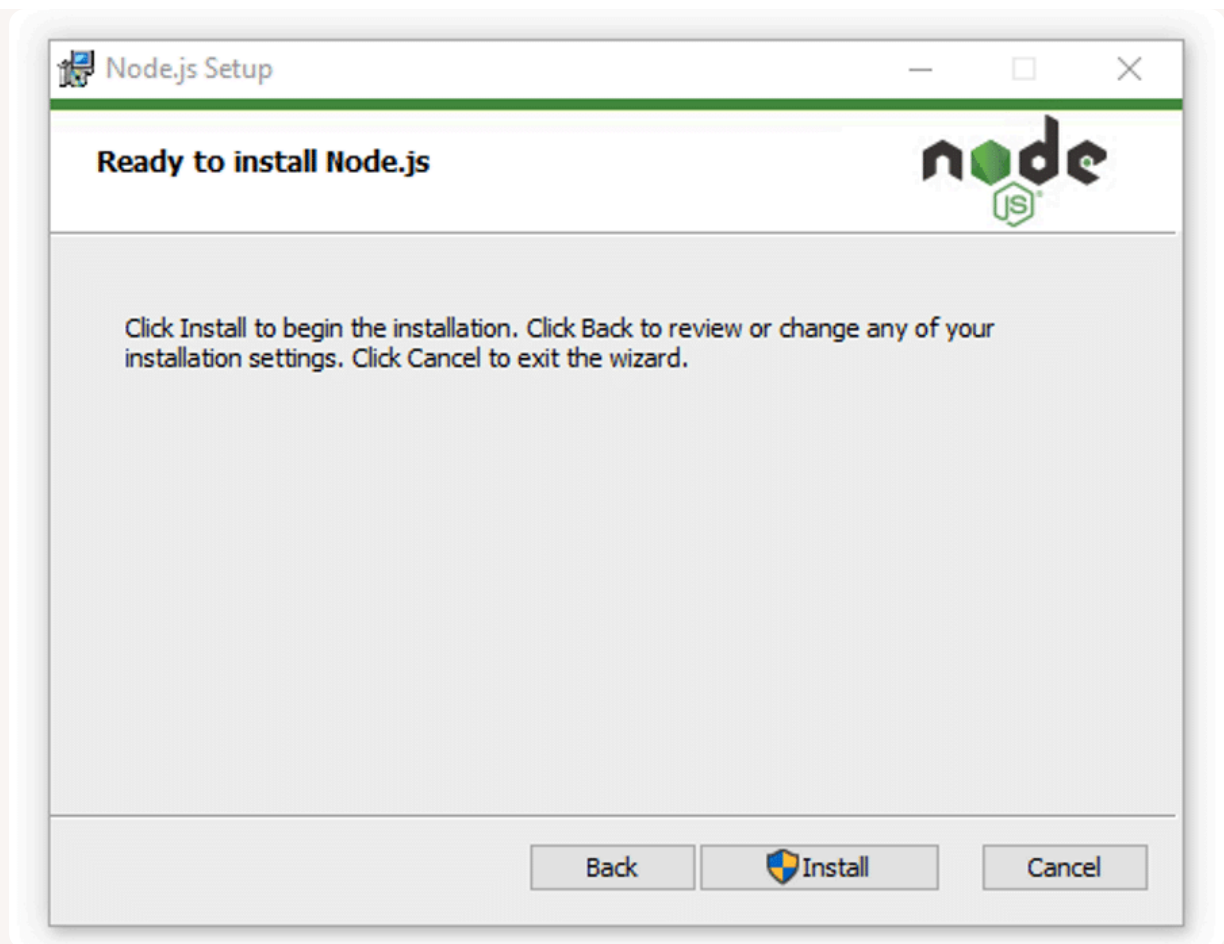 Node.js Setup
Ready to install Node.js
node
JS
Click Install to begin the installation. Click Back to review or change any of your
installation settings. Click Cancel to exit the wizard.
Back
Install
Cancel